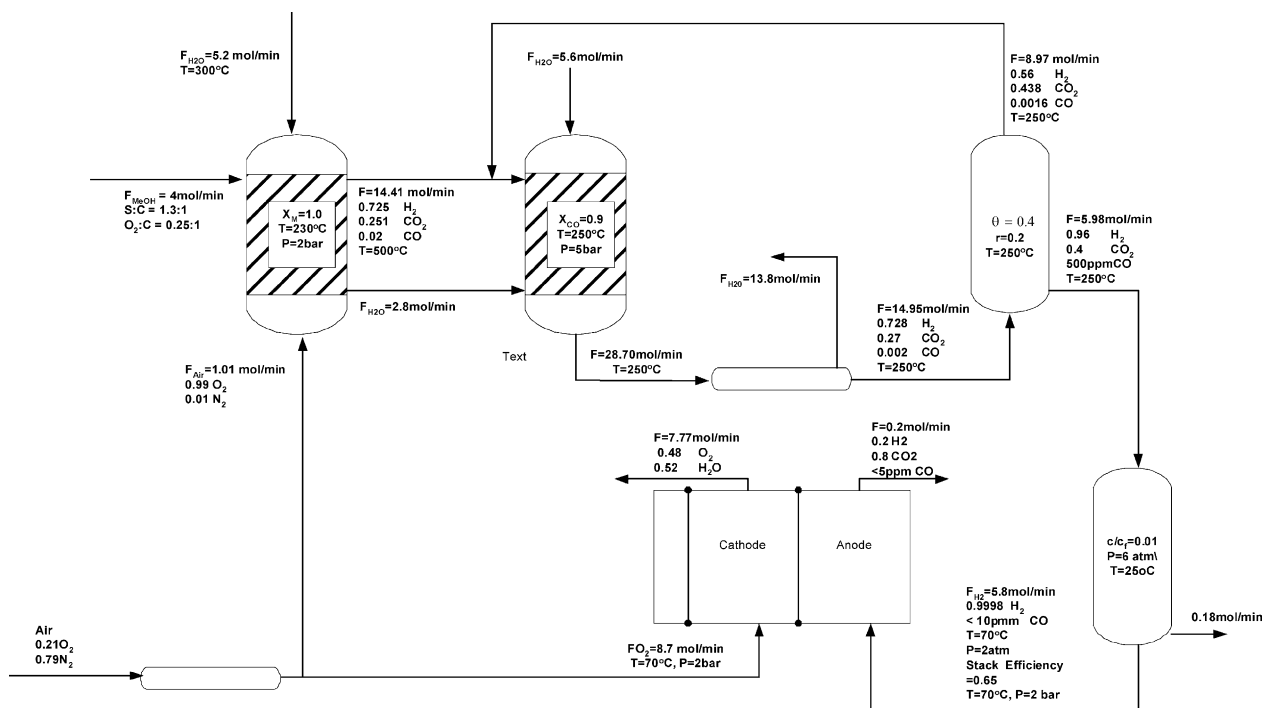 F_H2O=5.2 mol/min
T=300°C
F_H2O=5.6mol/min
F=8.97 mol/min
0.56 H2
0.438 CO2
0.0016 CO
T=250°C
F_MeOH = 4mol/min
S:C = 1.3:1
O2:C = 0.25:1
X_M=1.0
T=230°C
P=2bar
F=14.41 mol/min
0.725 H2
0.251 CO2
0.02 CO
T=500°C
X_CO=0.9
T=250°C
P=5bar
θ = 0.4
r=0.2
T=250°C
F=5.98mol/min
0.96 H2
0.4 CO2
500ppmCO
T=250°C
F_H2O=2.8mol/min
F_H20=13.8mol/min
F=14.95mol/min
0.728 H2
0.27 CO2
0.002 CO
T=250°C
Text
F=28.70mol/min
T=250°C
F_Air=1.01 mol/min
0.99 O2
0.01 N2
F=7.77mol/min
0.48 O2
0.52 H2O
F=0.2mol/min
0.2 H2
0.8 CO2
<5ppm CO
Cathode
Anode
c/c_f=0.01
P=6 atm\
T=25oC
F_H2=5.8mol/min
0.9998 H2
< 10pmm CO
T=70°C
P=2atm
Stack Efficiency
=0.65
T=70°C, P=2 bar
0.18mol/min
Air
0.21O2
0.79N2
FO2=8.7 mol/min
T=70°C, P=2bar